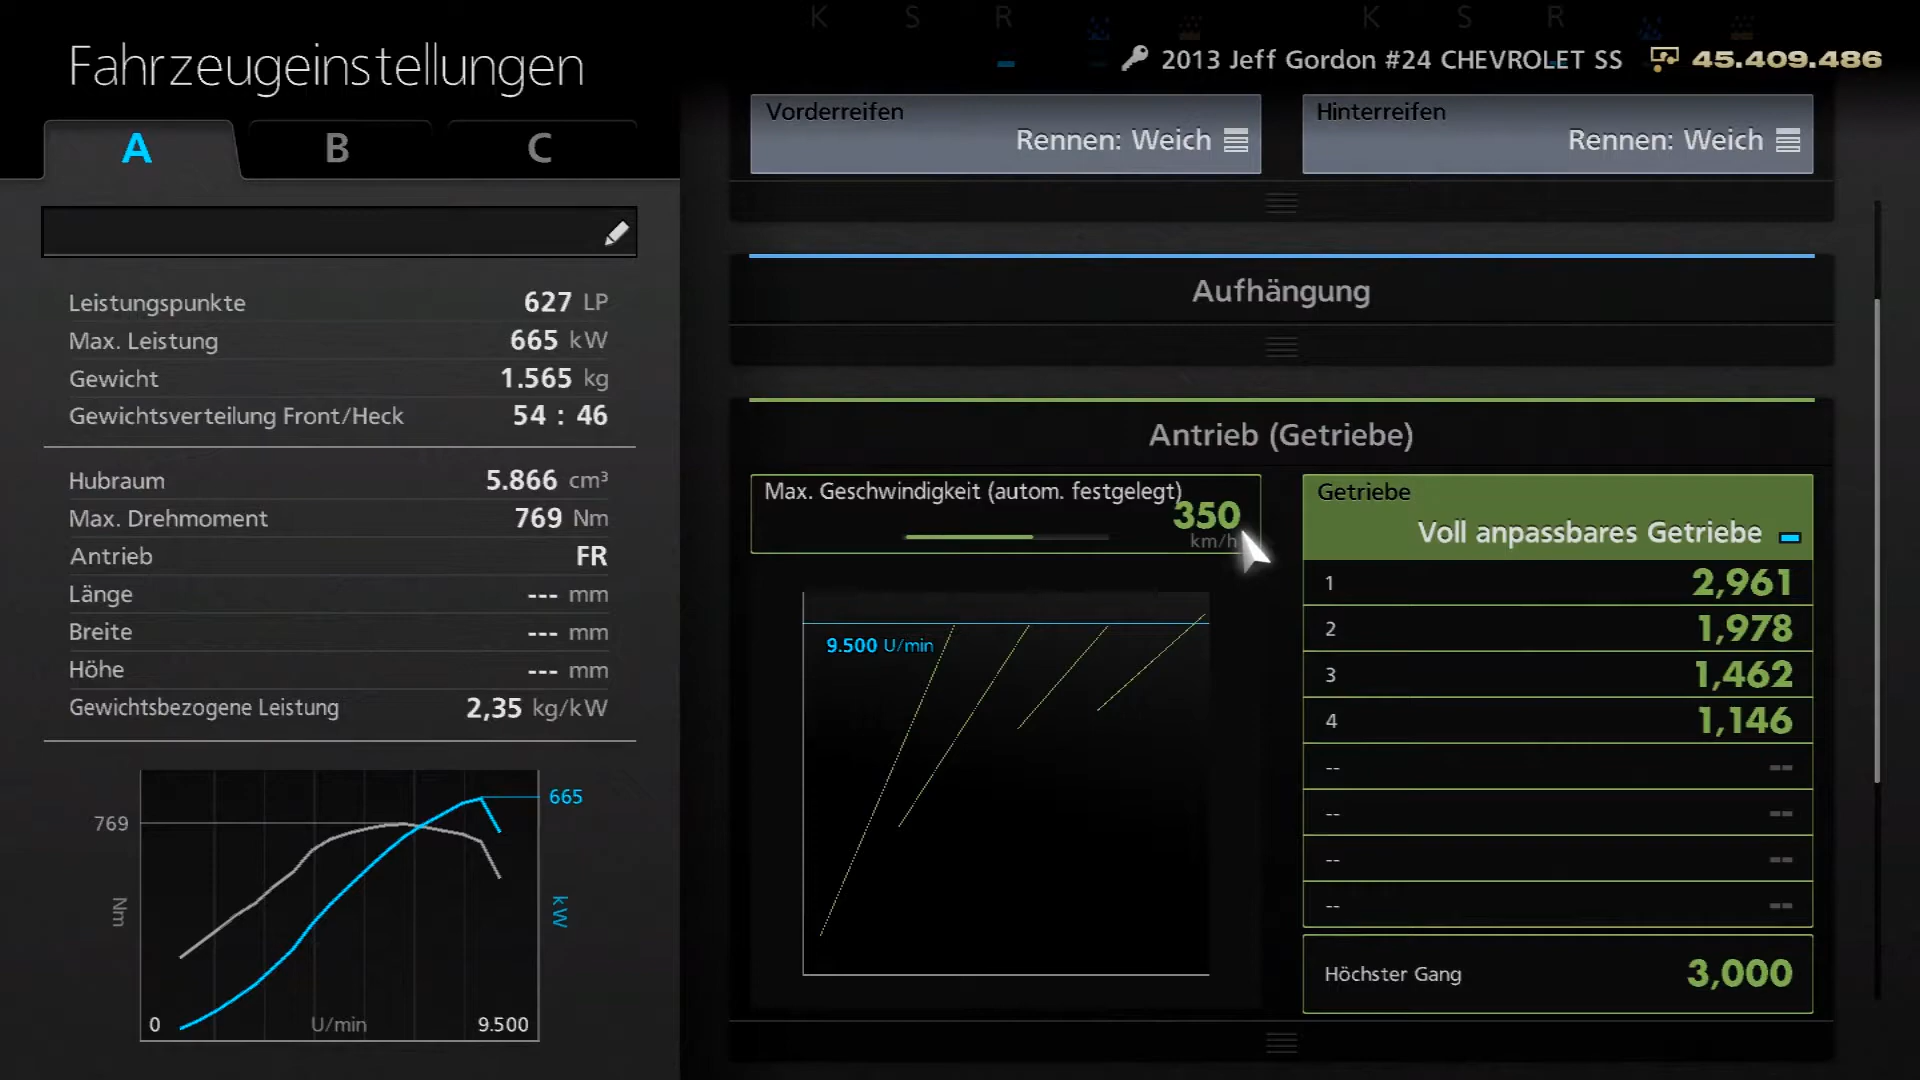 K S R K S R
Fahrzeugeinstellungen
2013 Jeff Gordon #24 CHEVROLET SS 45.409.486
A B C
Leistungspunkte 627 LP
Max. Leistung 665 kW
Gewicht 1.565 kg
Gewichtsverteilung Front/Heck 54 : 46
Hubraum 5.866 cm³
Max. Drehmoment 769 Nm
Antrieb FR
Länge --- mm
Breite --- mm
Höhe --- mm
Gewichtsbezogene Leistung 2,35 kg/kW
665
769
Nm
kW
0 U/min 9.500
Vorderreifen
Rennen: Weich
Hinterreifen
Rennen: Weich
Aufhängung
Antrieb (Getriebe)
Max. Geschwindigkeit (autom. festgelegt)
350
km/h
9.500 U/min
Getriebe
Voll anpassbares Getriebe
1 2,961
2 1,978
3 1,462
4 1,146
-- --
-- --
-- --
-- --
Höchster Gang 3,000